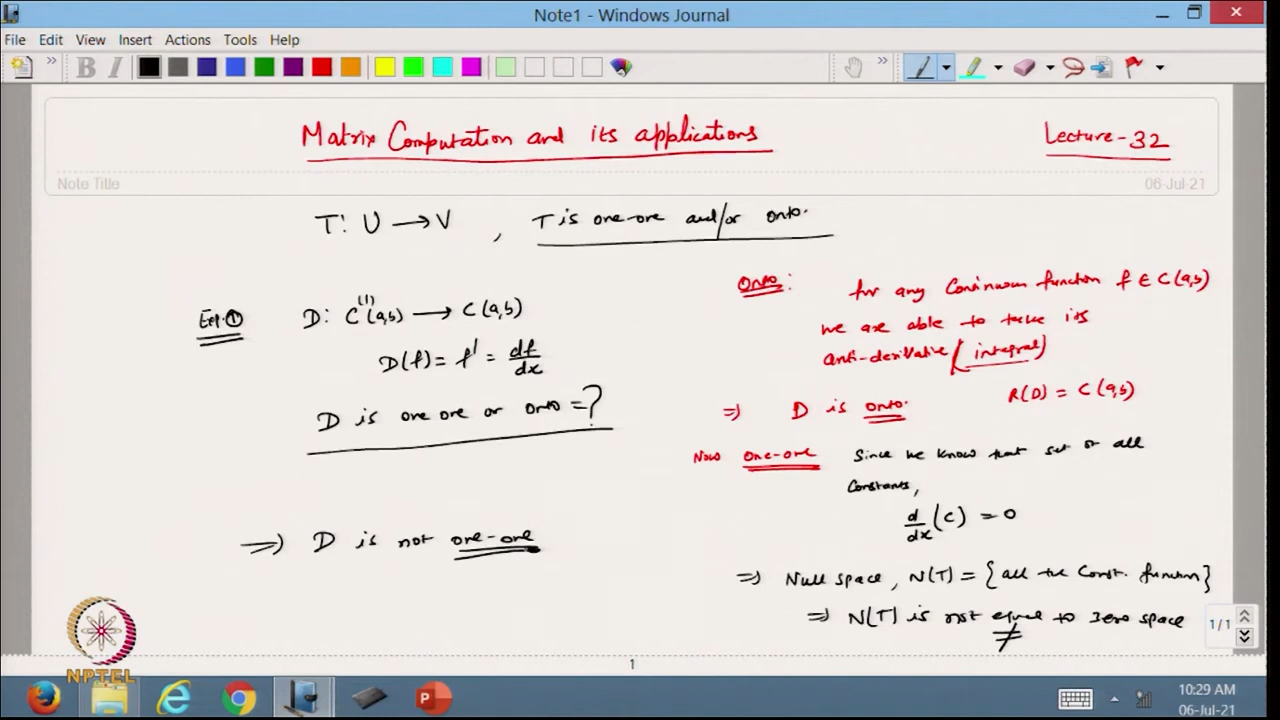 Note1 - Windows Journal
File Edit View Insert Actions Tools Help
Matrix Computation and its applications
Lecture-32
Note Title
06-Jul-21
T: U → V , T is one-one and/or onto.
Exp.①
D: C⁽¹⁾(a,b) → C(a,b)
D(f) = f' = df/dx
D is one one or onto = ?
⇒) D is not one-one
Onto: for any Continuous function f ∈ C(a,b)
we are able to take its
anti-derivative (integral)
R(D) = C(a,b)
⇒) D is onto.
Now one-one Since we know that set of all
Constants,
d/dx (c) = 0
⇒) Null space, N(T) = {all the Const. function}
⇒) N(T) is not equal to zero space
≠
1/1
1
NPTEL
10:29 AM
06-Jul-21